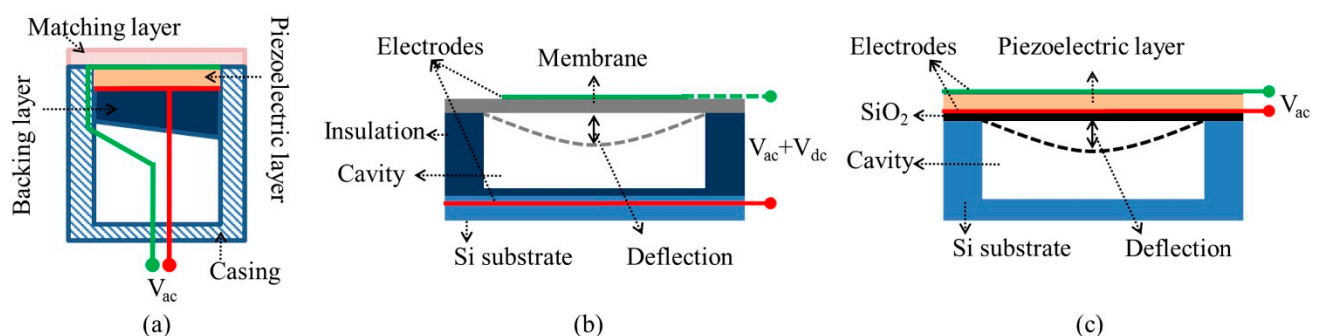 Matching layer
Backing layer
Piezoelectric layer
Casing
Vac
(a)
Electrodes
Membrane
Insulation
Cavity
Vac+Vdc
Si substrate
Deflection
(b)
Electrodes
Piezoelectric layer
SiO2
Vac
Cavity
Si substrate
Deflection
(c)